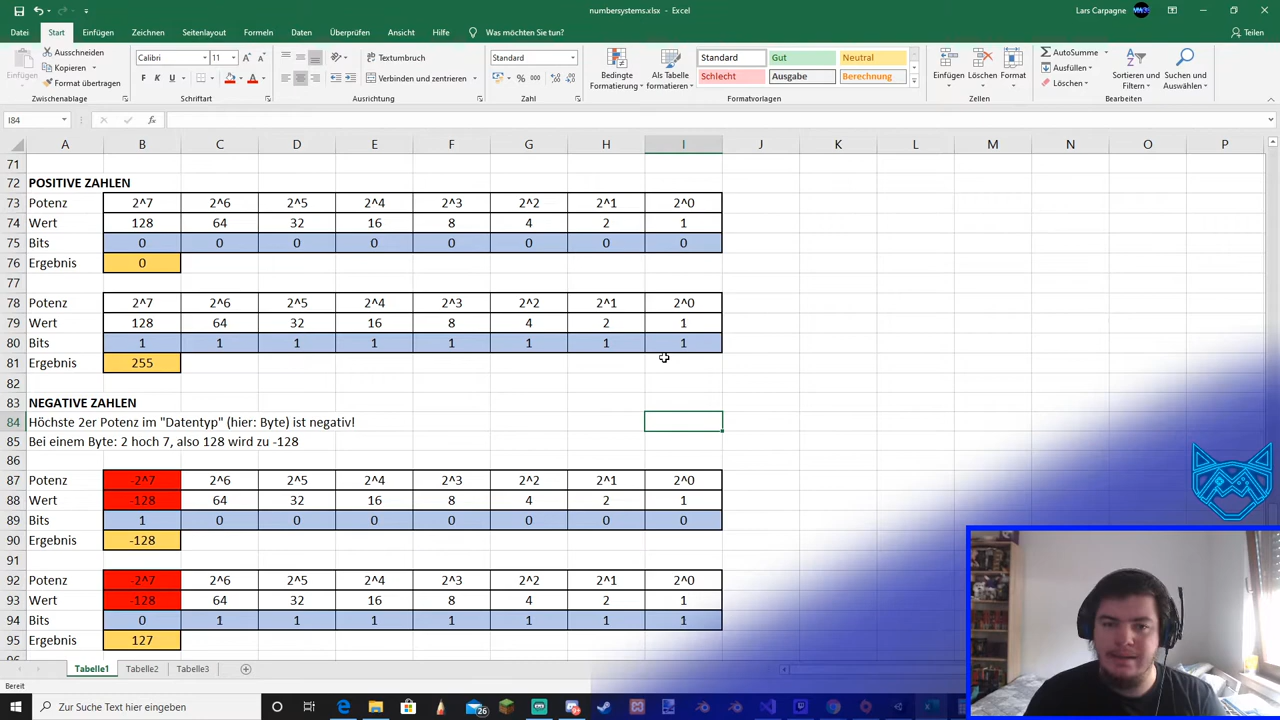 numbersystems.xlsx - Excel
Lars Carpagne
Datei Start Einfügen Zeichnen Seitenlayout Formeln Daten Überprüfen Ansicht Hilfe Was möchten Sie tun? Teilen
Einfügen
Ausschneiden
Kopieren
Format übertragen
Zwischenablage
Calibri 11
F K U
Schriftart
Textumbruch
Verbinden und zentrieren
Ausrichtung
Standard
Zahl
Bedingte Formatierung
Als Tabelle formatieren
Standard Gut Neutral
Schlecht Ausgabe Berechnung
Formatvorlagen
Einfügen Löschen Format
Zellen
AutoSumme
Ausfüllen
Löschen
Sortieren und Filtern
Suchen und Auswählen
Bearbeiten
I84
A B C D E F G H I J K L M N O P
71
72 POSITIVE ZAHLEN
73 Potenz 2^7 2^6 2^5 2^4 2^3 2^2 2^1 2^0
74 Wert 128 64 32 16 8 4 2 1
75 Bits 0 0 0 0 0 0 0 0
76 Ergebnis 0
77
78 Potenz 2^7 2^6 2^5 2^4 2^3 2^2 2^1 2^0
79 Wert 128 64 32 16 8 4 2 1
80 Bits 1 1 1 1 1 1 1 1
81 Ergebnis 255
82
83 NEGATIVE ZAHLEN
84 Höchste 2er Potenz im "Datentyp" (hier: Byte) ist negativ!
85 Bei einem Byte: 2 hoch 7, also 128 wird zu -128
86
87 Potenz -2^7 2^6 2^5 2^4 2^3 2^2 2^1 2^0
88 Wert -128 64 32 16 8 4 2 1
89 Bits 1 0 0 0 0 0 0 0
90 Ergebnis -128
91
92 Potenz -2^7 2^6 2^5 2^4 2^3 2^2 2^1 2^0
93 Wert -128 64 32 16 8 4 2 1
94 Bits 0 1 1 1 1 1 1 1
95 Ergebnis 127
Tabelle1 Tabelle2 Tabelle3
Bereit
Zur Suche Text hier eingeben
26